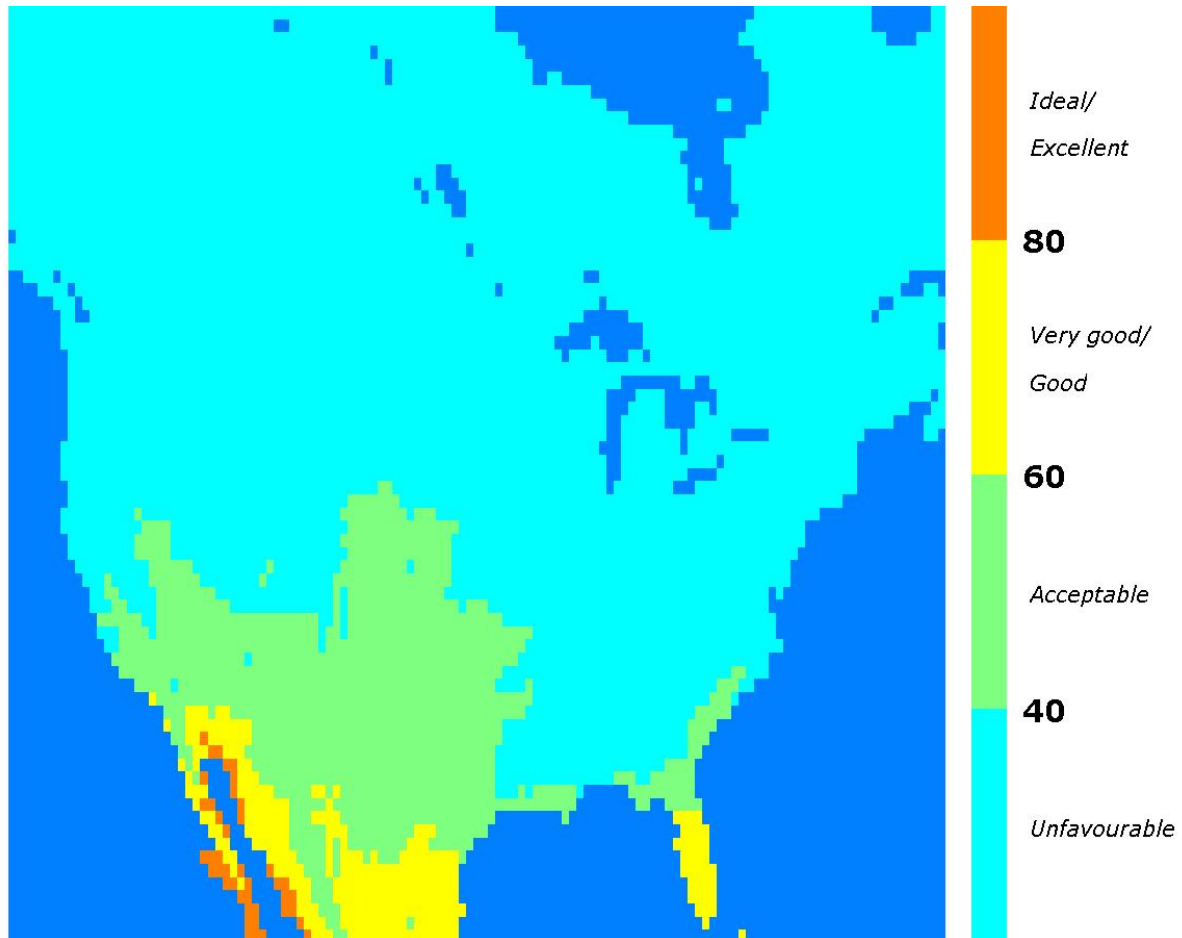 Ideal/
Excellent
80
Very good/
Good
60
Acceptable
40
Unfavourable